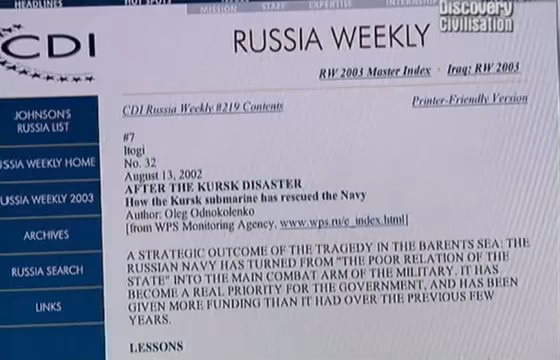 HEADLINES
MISSION STAFF EXPERTISE
Discovery
Civilisation
CDI
RUSSIA WEEKLY
RW 2003 Master Index · Iraq: RW 2003
CDI Russia Weekly #219 Contents
Printer-Friendly Version
JOHNSON'S
RUSSIA LIST
USSIA WEEKLY HOME
USSIA WEEKLY 2003
ARCHIVES
RUSSIA SEARCH
LINKS
#7
Itogi
No. 32
August 13, 2002
AFTER THE KURSK DISASTER
How the Kursk submarine has rescued the Navy
Author: Oleg Odnokolenko
[from WPS Monitoring Agency, www.wps.ru/e_index.html]
A STRATEGIC OUTCOME OF THE TRAGEDY IN THE BARENTS SEA: THE
RUSSIAN NAVY HAS TURNED FROM "THE POOR RELATION OF THE
STATE" INTO THE MAIN COMBAT ARM OF THE MILITARY. IT HAS
BECOME A REAL PRIORITY FOR THE GOVERNMENT, AND HAS BEEN
GIVEN MORE FUNDING THAN IT HAD OVER THE PREVIOUS FEW
YEARS.
LESSONS